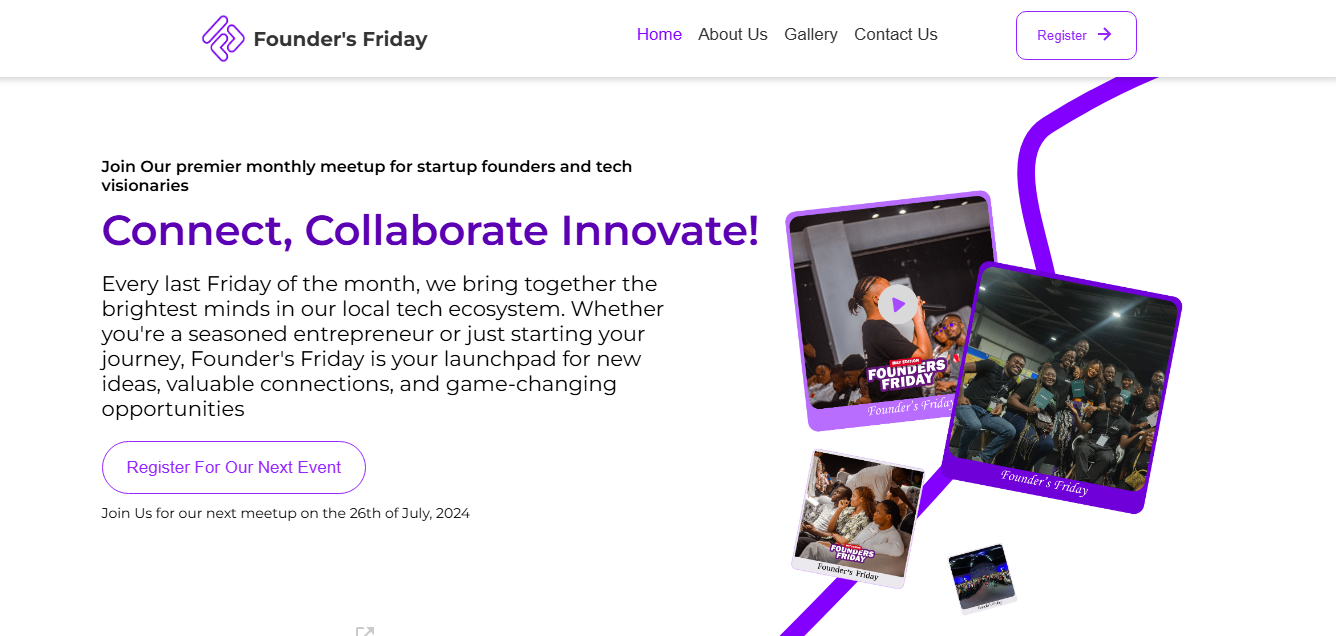 Founder's Friday
Home About Us Gallery Contact Us
Register
Join Our premier monthly meetup for startup founders and tech
visionaries
Connect, Collaborate Innovate!
Every last Friday of the month, we bring together the
brightest minds in our local tech ecosystem. Whether
you're a seasoned entrepreneur or just starting your
journey, Founder's Friday is your launchpad for new
ideas, valuable connections, and game-changing
opportunities
Register For Our Next Event
Join Us for our next meetup on the 26th of July, 2024
MAY EDITION
FOUNDERS
FRIDAY
Founder's Friday
Founder's Friday
FOUNDERS
FRIDAY
Founder's Friday